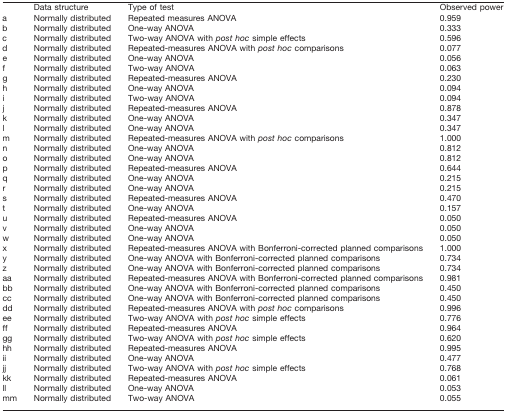 Data structure Type of test Observed power
a Normally distributed Repeated measures ANOVA 0.959
b Normally distributed One-way ANOVA 0.333
c Normally distributed Two-way ANOVA with post hoc simple effects 0.596
d Normally distributed Repeated-measures ANOVA with post hoc comparisons 0.077
e Normally distributed One-way ANOVA 0.056
f Normally distributed Two-way ANOVA 0.063
g Normally distributed Repeated-measures ANOVA 0.230
h Normally distributed One-way ANOVA 0.094
i Normally distributed Two-way ANOVA 0.094
j Normally distributed Repeated-measures ANOVA 0.878
k Normally distributed One-way ANOVA 0.347
l Normally distributed One-way ANOVA 0.347
m Normally distributed Repeated-measures ANOVA with post hoc comparisons 1.000
n Normally distributed One-way ANOVA 0.812
o Normally distributed One-way ANOVA 0.812
p Normally distributed Repeated-measures ANOVA 0.644
q Normally distributed One-way ANOVA 0.215
r Normally distributed One-way ANOVA 0.215
s Normally distributed Repeated-measures ANOVA 0.470
t Normally distributed One-way ANOVA 0.157
u Normally distributed Repeated-measures ANOVA 0.050
v Normally distributed One-way ANOVA 0.050
w Normally distributed One-way ANOVA 0.050
x Normally distributed Repeated-measures ANOVA with Bonferroni-corrected planned comparisons 1.000
y Normally distributed One-way ANOVA with Bonferroni-corrected planned comparisons 0.734
z Normally distributed One-way ANOVA with Bonferroni-corrected planned comparisons 0.734
aa Normally distributed Repeated-measures ANOVA with Bonferroni-corrected planned comparisons 0.981
bb Normally distributed One-way ANOVA with Bonferroni-corrected planned comparisons 0.450
cc Normally distributed One-way ANOVA with Bonferroni-corrected planned comparisons 0.450
dd Normally distributed Repeated-measures ANOVA with post hoc comparisons 0.996
ee Normally distributed Two-way ANOVA with post hoc simple effects 0.776
ff Normally distributed Repeated-measures ANOVA 0.964
gg Normally distributed Two-way ANOVA with post hoc simple effects 0.620
hh Normally distributed Repeated-measures ANOVA 0.995
ii Normally distributed One-way ANOVA 0.477
jj Normally distributed Two-way ANOVA with post hoc simple effects 0.768
kk Normally distributed Repeated-measures ANOVA 0.061
ll Normally distributed One-way ANOVA 0.053
mm Normally distributed Two-way ANOVA 0.055